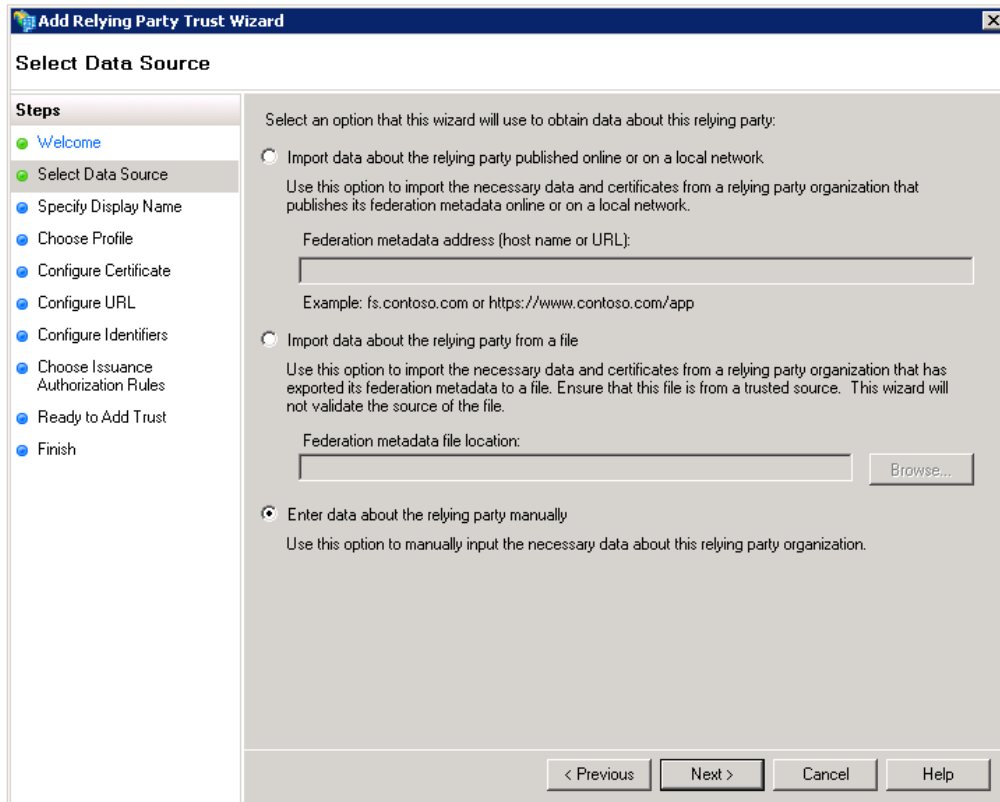 Add Relying Party Trust Wizard
Select Data Source
Steps
Welcome
Select Data Source
Specify Display Name
Choose Profile
Configure Certificate
Configure URL
Configure Identifiers
Choose Issuance
Authorization Rules
Ready to Add Trust
Finish
Select an option that this wizard will use to obtain data about this relying party:
Import data about the relying party published online or on a local network
Use this option to import the necessary data and certificates from a relying party organization that
publishes its federation metadata online or on a local network.
Federation metadata address (host name or URL):
Example: fs.contoso.com or https://www.contoso.com/app
Import data about the relying party from a file
Use this option to import the necessary data and certificates from a relying party organization that has
exported its federation metadata to a file. Ensure that this file is from a trusted source.  This wizard will
not validate the source of the file.
Federation metadata file location:
Browse...
Enter data about the relying party manually
Use this option to manually input the necessary data about this relying party organization.
< Previous
Next >
Cancel
Help